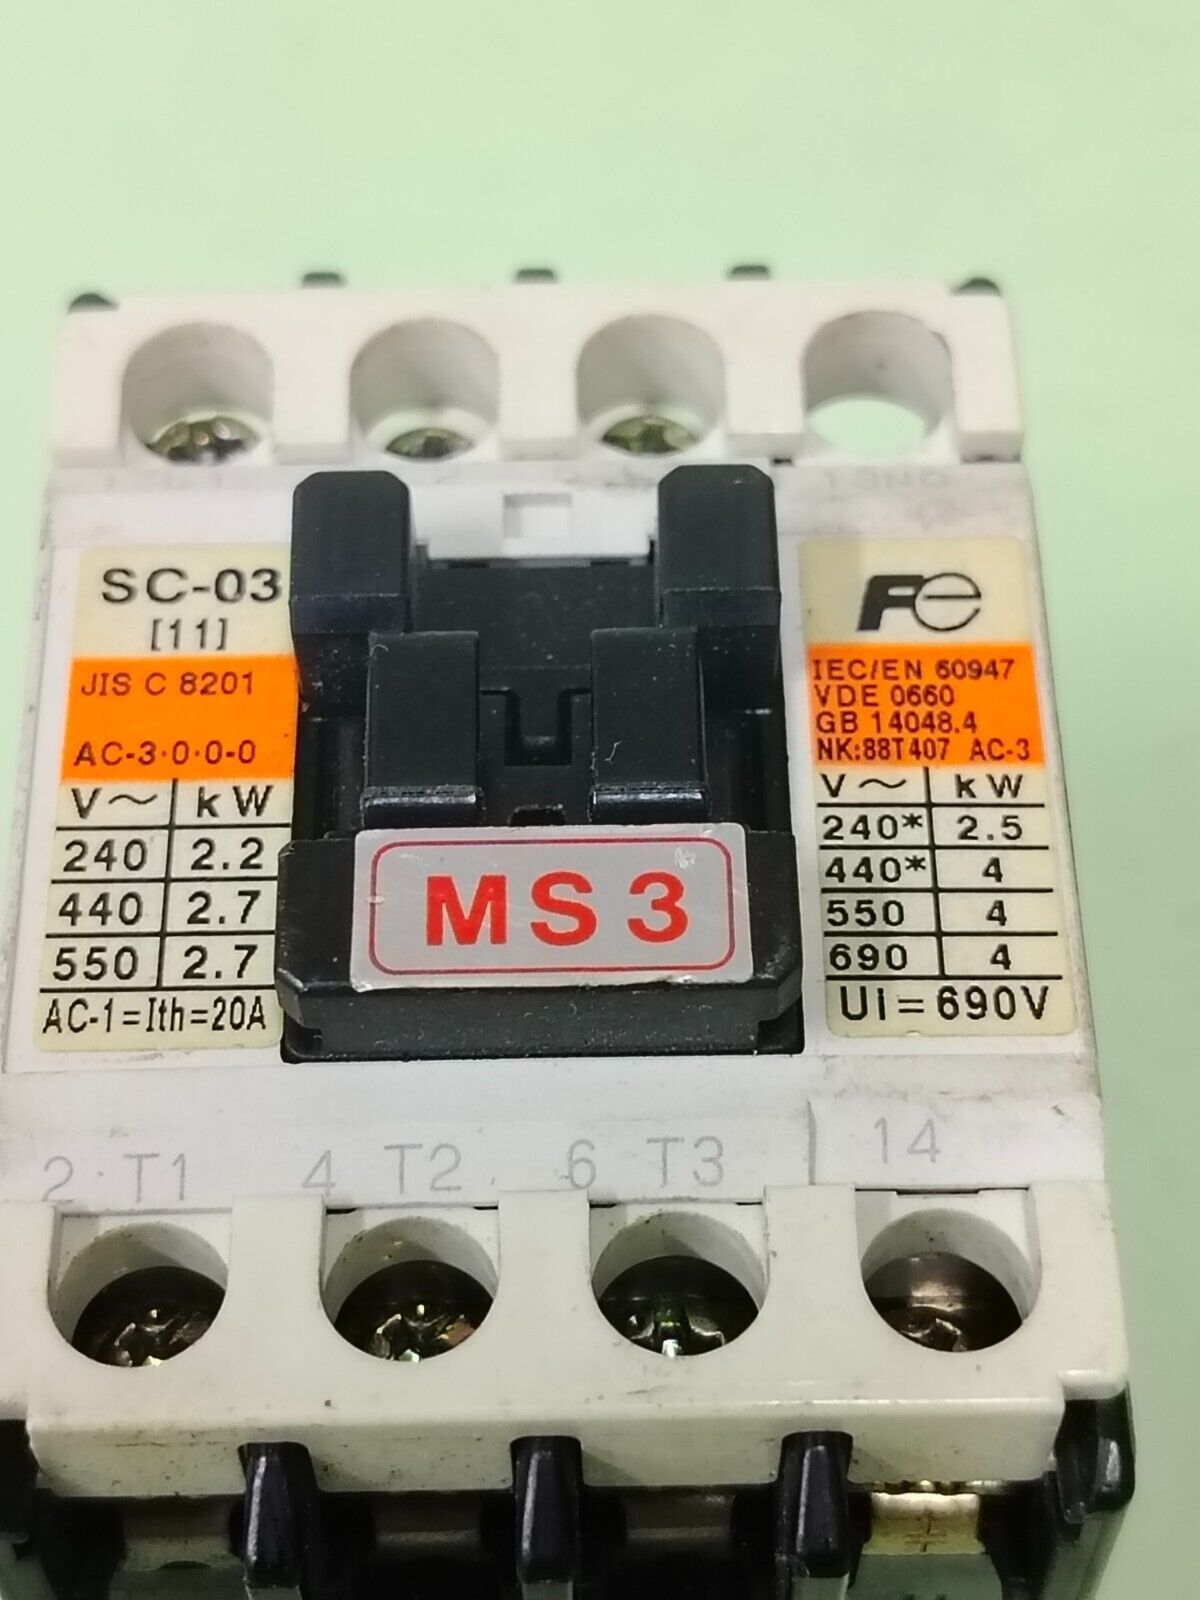 13NO
SC-03
[11]
JIS C 8201
AC-3·0·0-0
V~ kW
240 2.2
440 2.7
550 2.7
AC-1=Ith=20A
MS3
Fe
IEC/EN 60947
VDE 0660
GB 14048.4
NK:88T407 AC-3
V~ kW
240* 2.5
440* 4
550 4
690 4
Ui=690V
2 T1 4 T2 6 T3 14